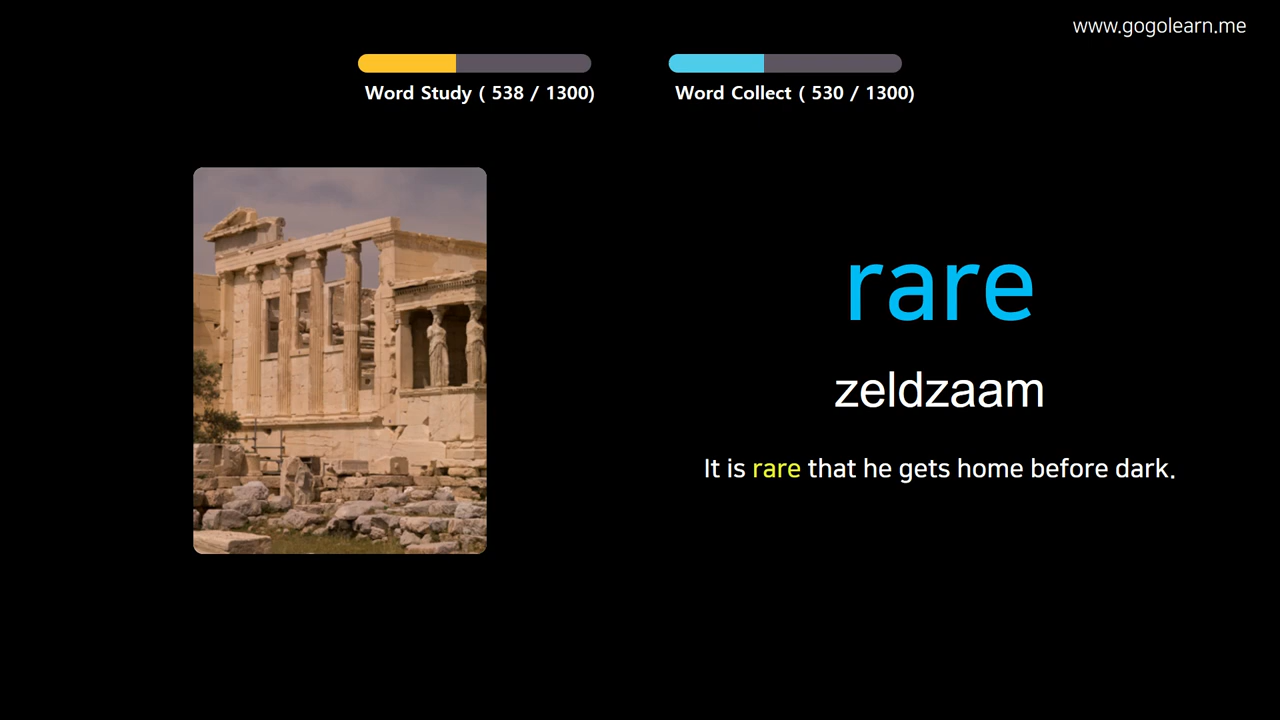 www.gogolearn.me
Word Study ( 538 / 1300)
Word Collect ( 530 / 1300)
rare
zeldzaam
It is rare that he gets home before dark.